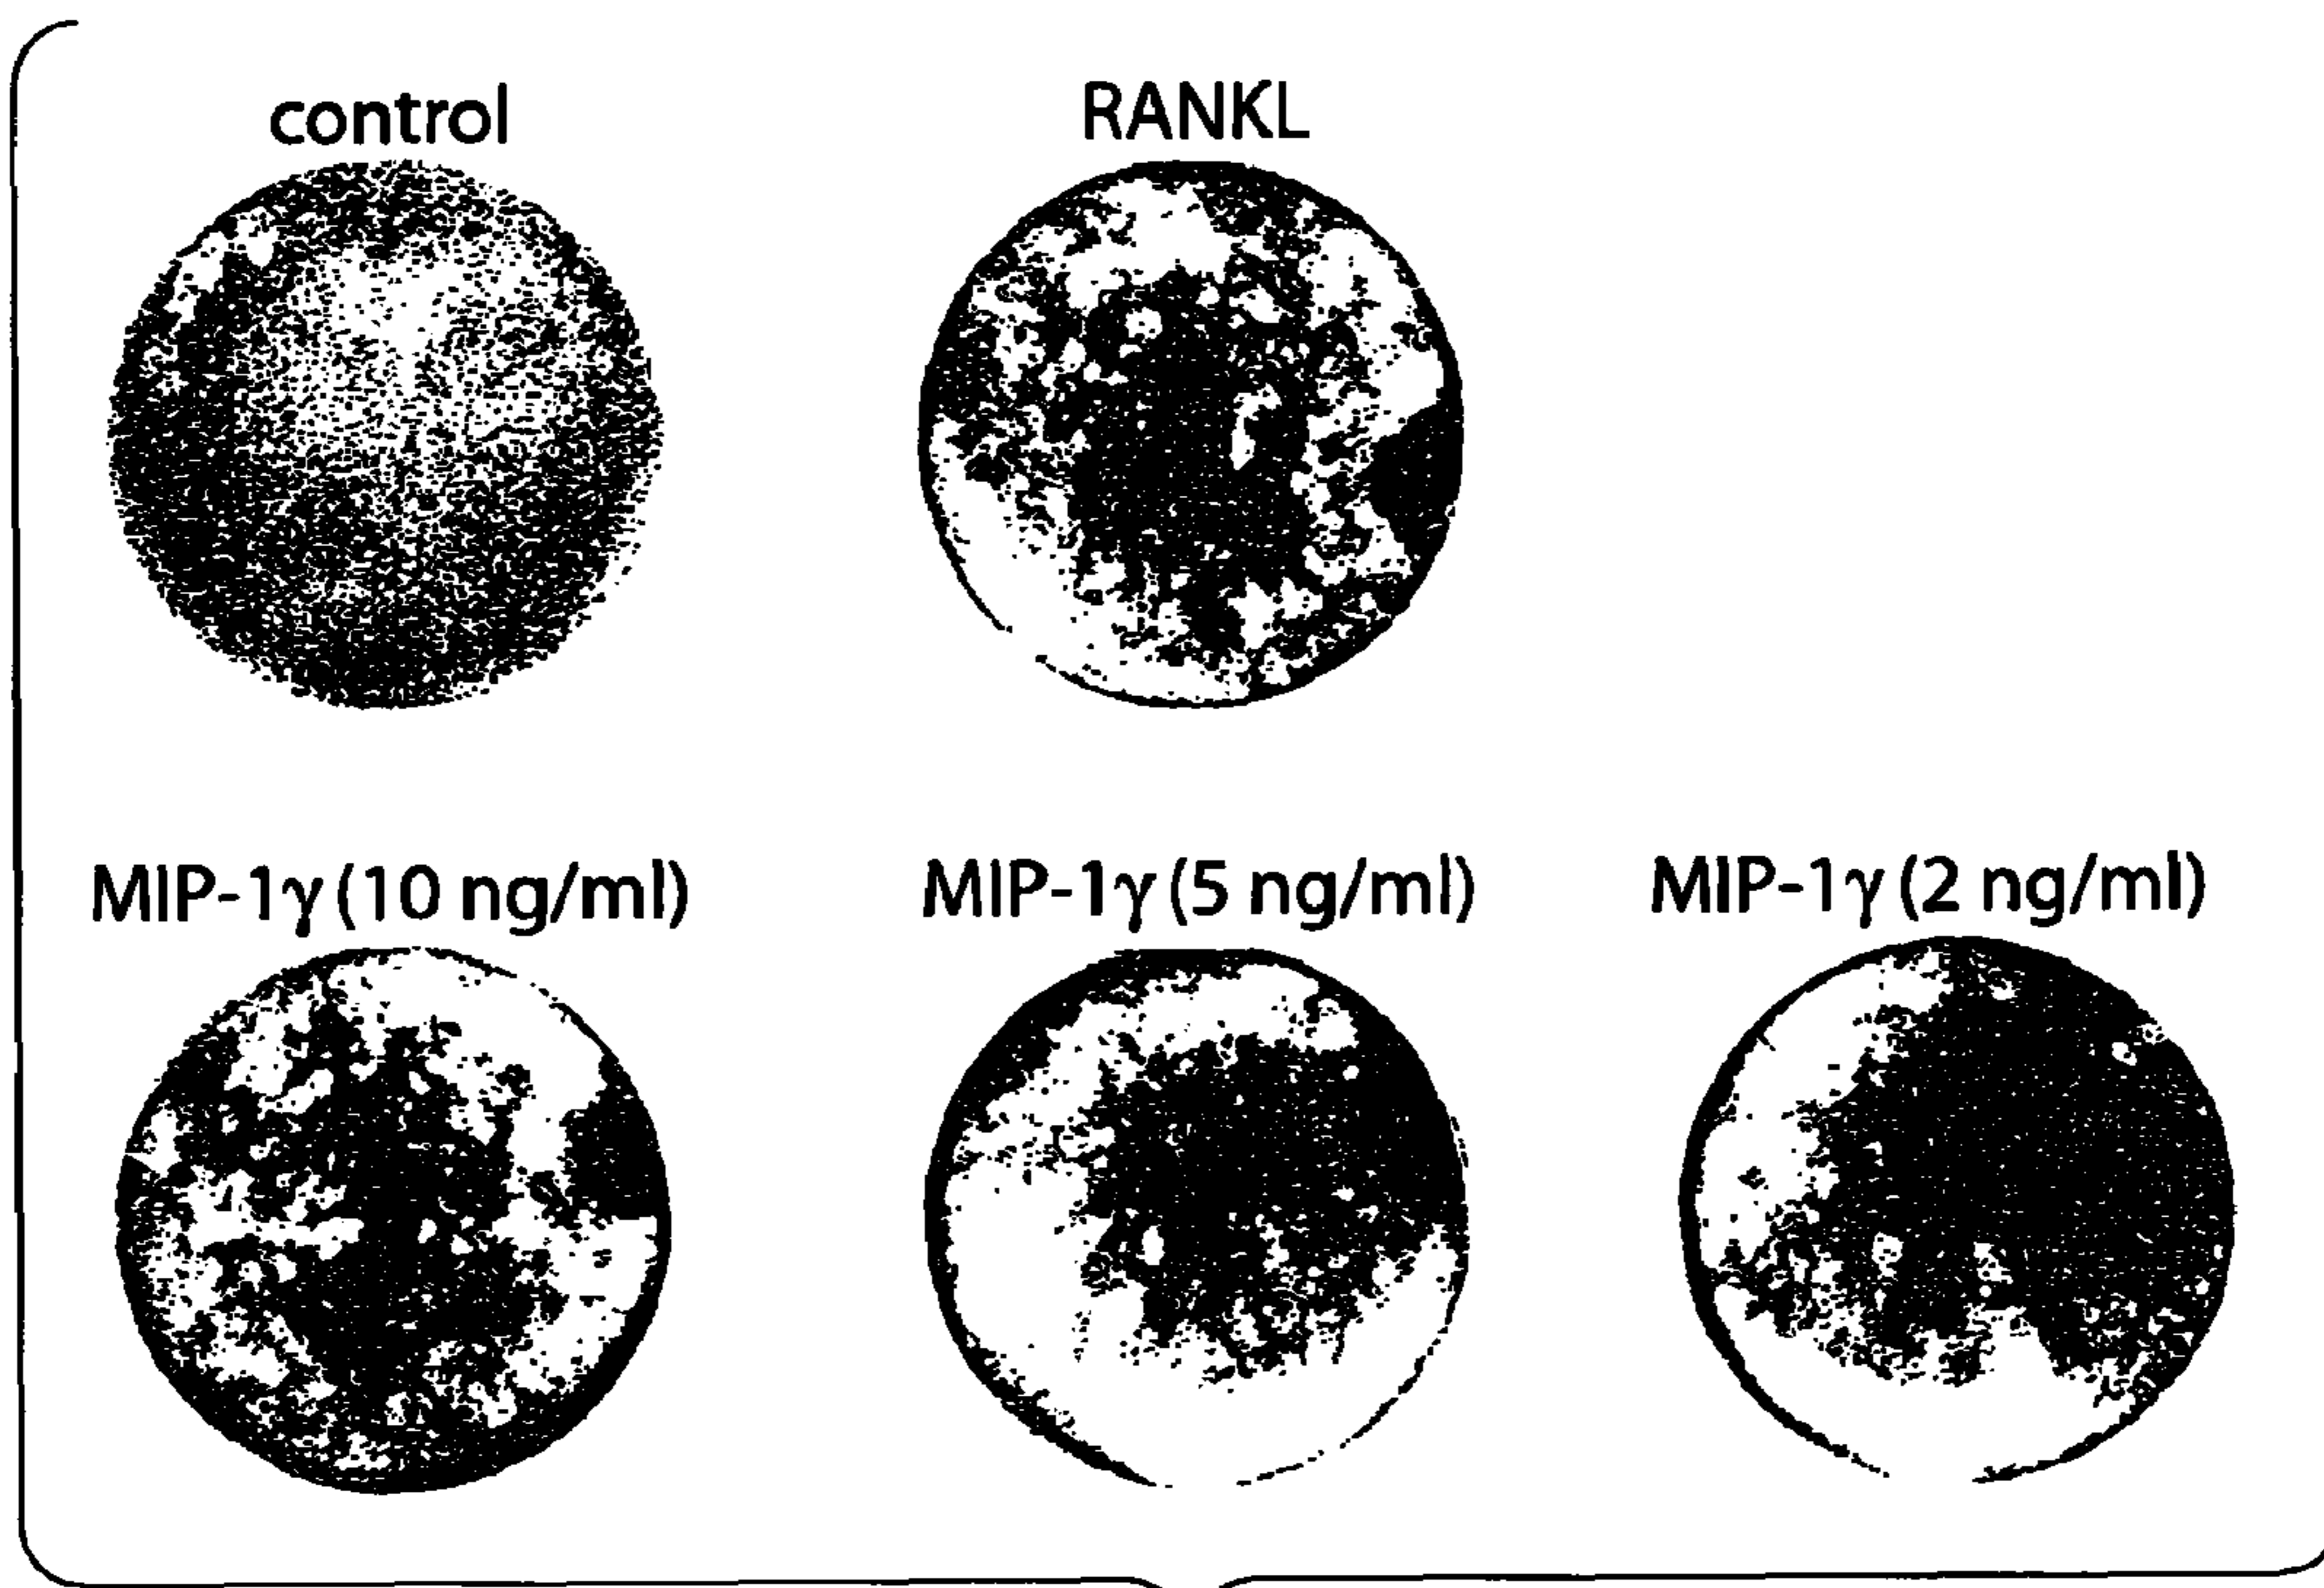 control
RANKL
MIP-1γ (10 ng/ml)
MIP-1γ (5 ng/ml)
MIP-1γ (2 ng/ml)